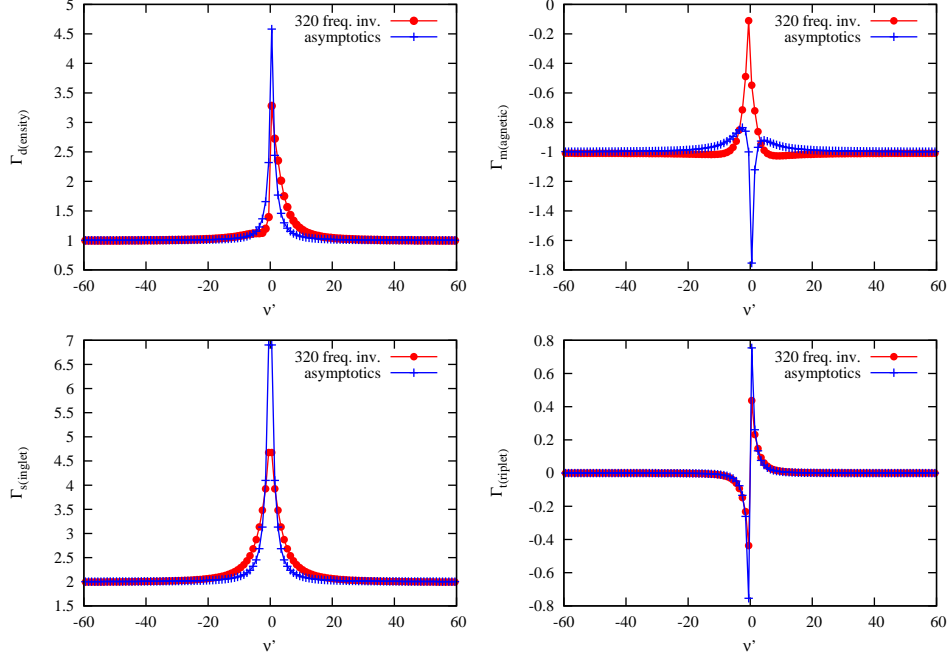 5
4.5
4
3.5
3
2.5
2
1.5
1
0.5
-60 -40 -20 0 20 40 60
Γd(ensity)
ν’
320 freq. inv.
asymptotics
0
-0.2
-0.4
-0.6
-0.8
-1
-1.2
-1.4
-1.6
-1.8
-60 -40 -20 0 20 40 60
Γm(agnetic)
ν’
320 freq. inv.
asymptotics
7
6.5
6
5.5
5
4.5
4
3.5
3
2.5
2
1.5
-60 -40 -20 0 20 40 60
Γs(inglet)
ν’
320 freq. inv.
asymptotics
0.8
0.6
0.4
0.2
0
-0.2
-0.4
-0.6
-0.8
-60 -40 -20 0 20 40 60
Γt(riplet)
ν’
320 freq. inv.
asymptotics